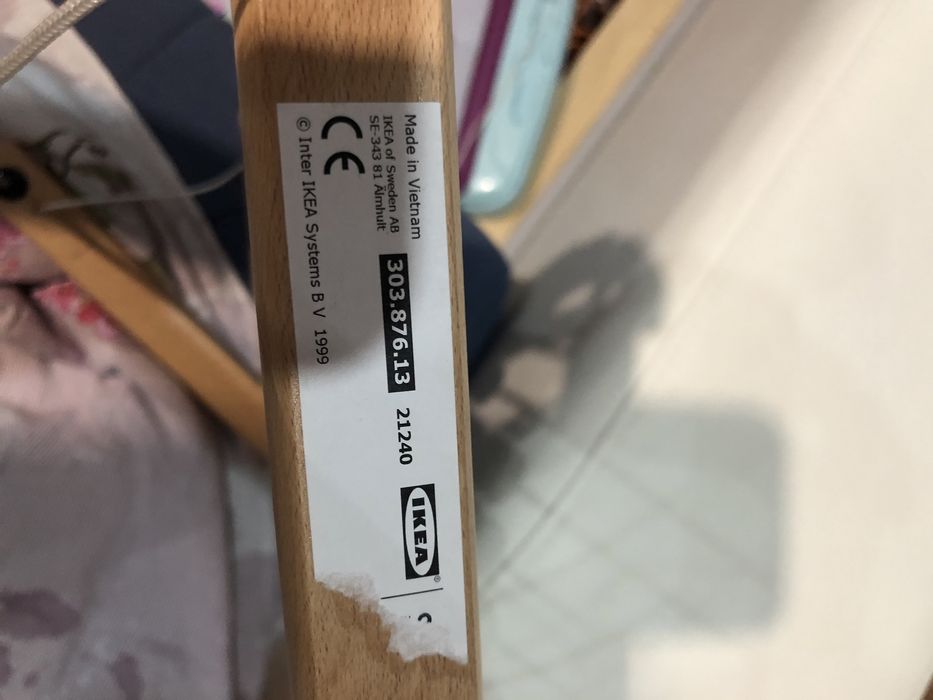 Made in Vietnam
IKEA of Sweden AB
SE-343 81 Älmhult
CE
© Inter IKEA Systems B V 1999
303.876.13
21240
IKEA®